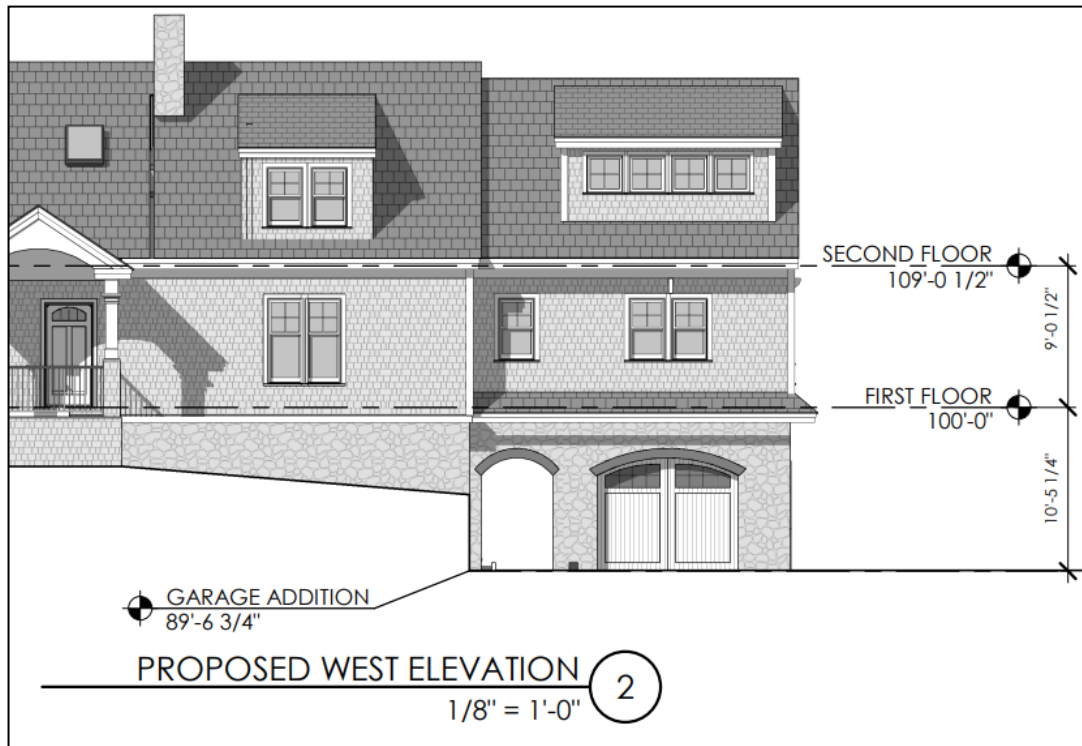 SECOND FLOOR
109'-0 1/2"
9'-0 1/2"
FIRST FLOOR
100'-0"
10'-5 1/4"
GARAGE ADDITION
89'-6 3/4"
PROPOSED WEST ELEVATION
2
1/8" = 1'-0"